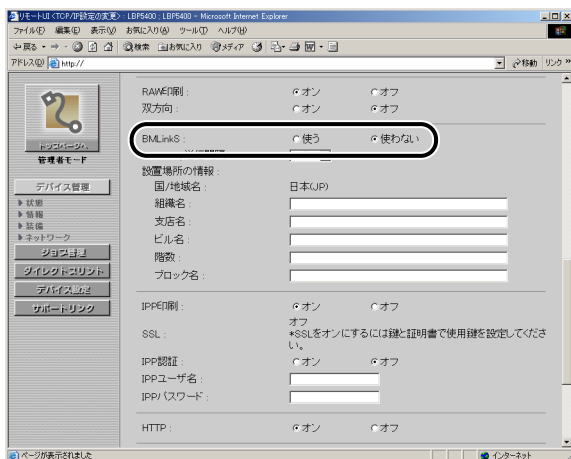 リモートUI <TCP/IP設定の変更> : LBP5400 ; LBP5400 - Microsoft Internet Explorer
ファイル(F) 編集(E) 表示(V) お気に入り(A) ツール(T) ヘルプ(H)
戻る 検索 お気に入り メディア
アドレス(D) http:// 移動 リンク »
トップページへ
管理者モード
デバイス管理
状態
情報
装備
ネットワーク
ジョブ管理
ダイレクトプリント
デバイス設定
サポートリンク
RAW印刷 : オン オフ
双方向 : オン オフ
BMLinkS : 使う 使わない
設置場所の情報 :
国/地域名 : 日本(JP)
組織名 :
支店名 :
ビル名 :
階数 :
ブロック名 :
IPP印刷 : オン オフ
SSL : オフ
*SSLをオンにするには鍵と証明書で使用鍵を設定してくださ
い。
IPP認証 : オン オフ
IPPユーザ名 :
IPPパスワード :
HTTP : オン オフ
ページが表示されました インターネット